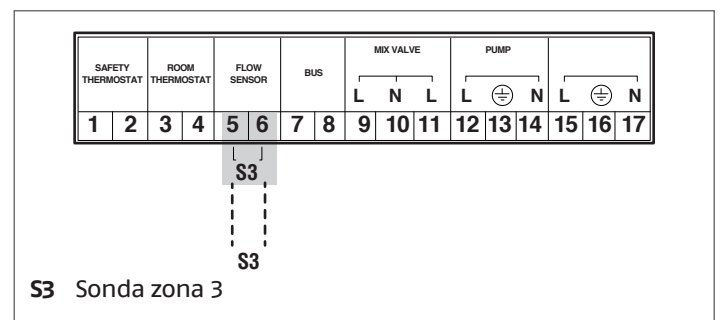 SAFETY THERMOSTAT
ROOM THERMOSTAT
FLOW SENSOR
BUS
MIX VALVE
PUMP
L N L L N L N
1 2 3 4 5 6 7 8 9 10 11 12 13 14 15 16 17
S3
S3
S3 Sonda zona 3